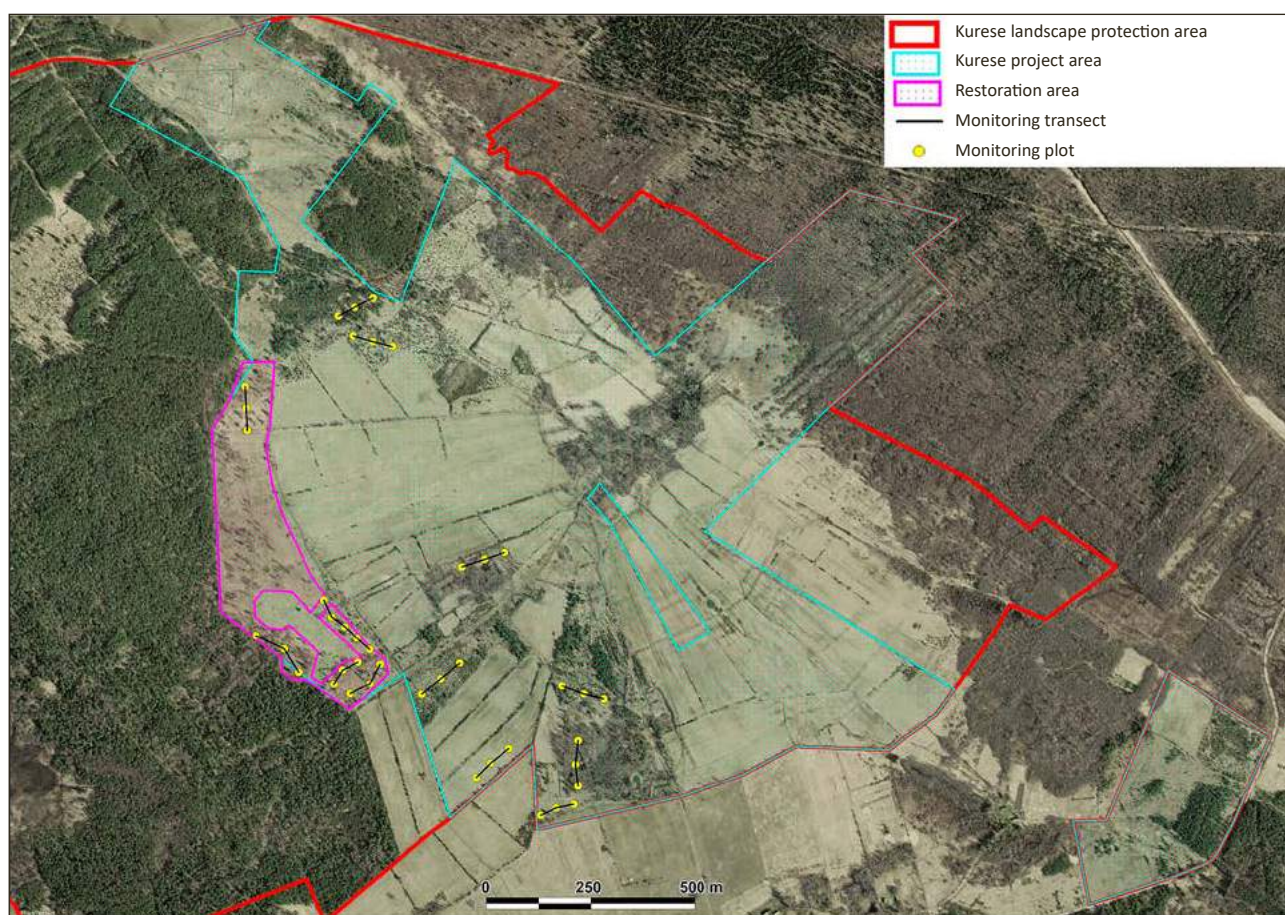 Kurese landscape protection area
Kurese project area
Restoration area
Monitoring transect
Monitoring plot
0 250 500 m